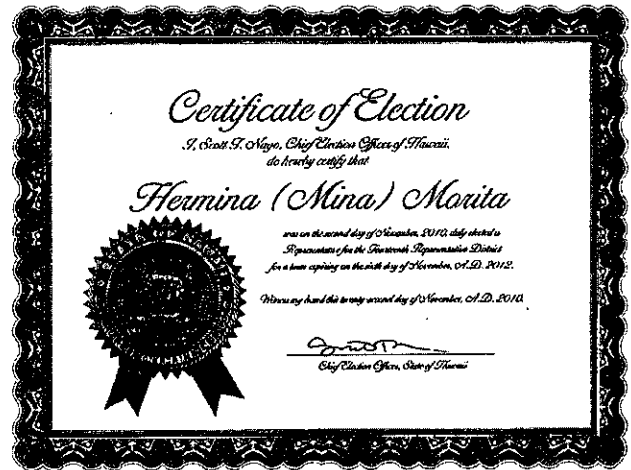 Certificate of Election
I, Scott T. Nago, Chief Election Officer of Hawaii,
do hereby certify that
Hermina (Mina) Morita
was on the second day of November, 2010, duly elected a
Representative for the Fourteenth Representative District
for a term expiring on the sixth day of November, A.D. 2012.
Witness my hand this twenty-second day of November, A.D. 2010.
Chief Election Officer, State of Hawaii